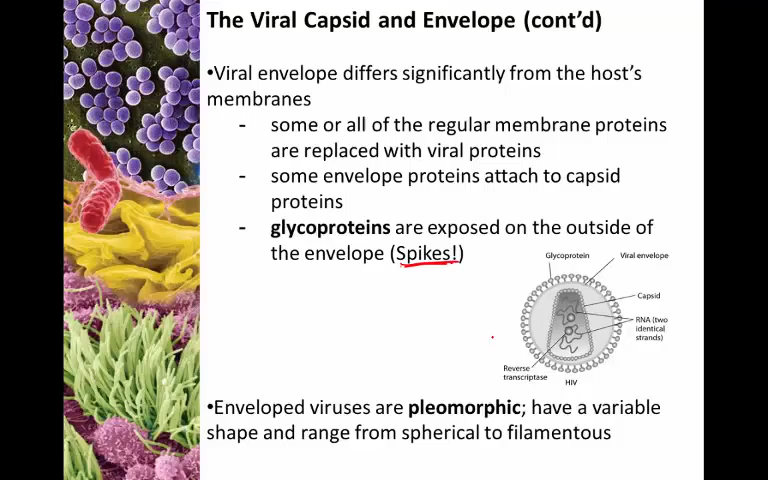 The Viral Capsid and Envelope (cont’d)
•Viral envelope differs significantly from the host’s
membranes
- some or all of the regular membrane proteins
are replaced with viral proteins
- some envelope proteins attach to capsid
proteins
- glycoproteins are exposed on the outside of
the envelope (Spikes!)
Glycoprotein
Viral envelope
Capsid
RNA (two
identical
strands)
Reverse
transcriptase
HIV
•Enveloped viruses are pleomorphic; have a variable
shape and range from spherical to filamentous